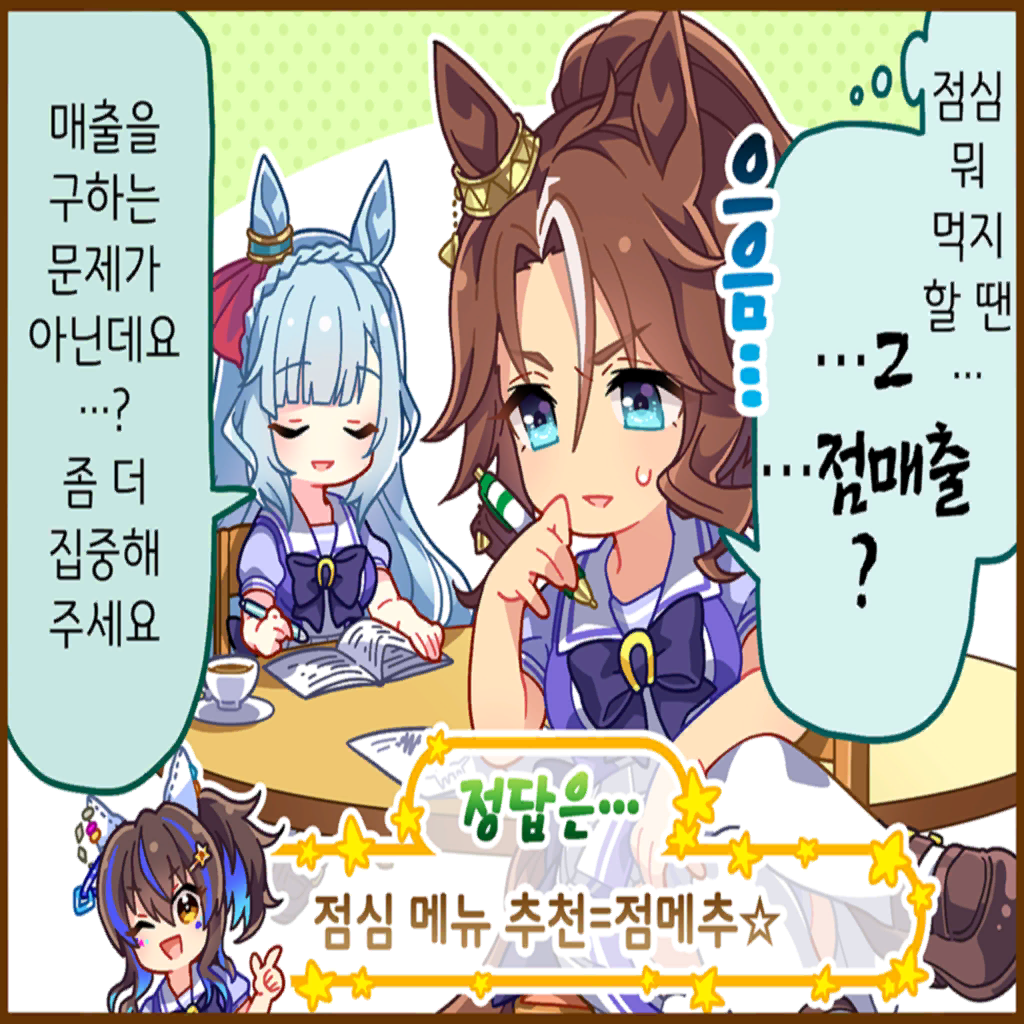 점심
뭐
먹지
할 땐
...
으음…
…그
…점매출
?
매출을
구하는
문제가
아닌데요
…?
좀 더
집중해
주세요
정답은…
점심 메뉴 추천=점메추☆